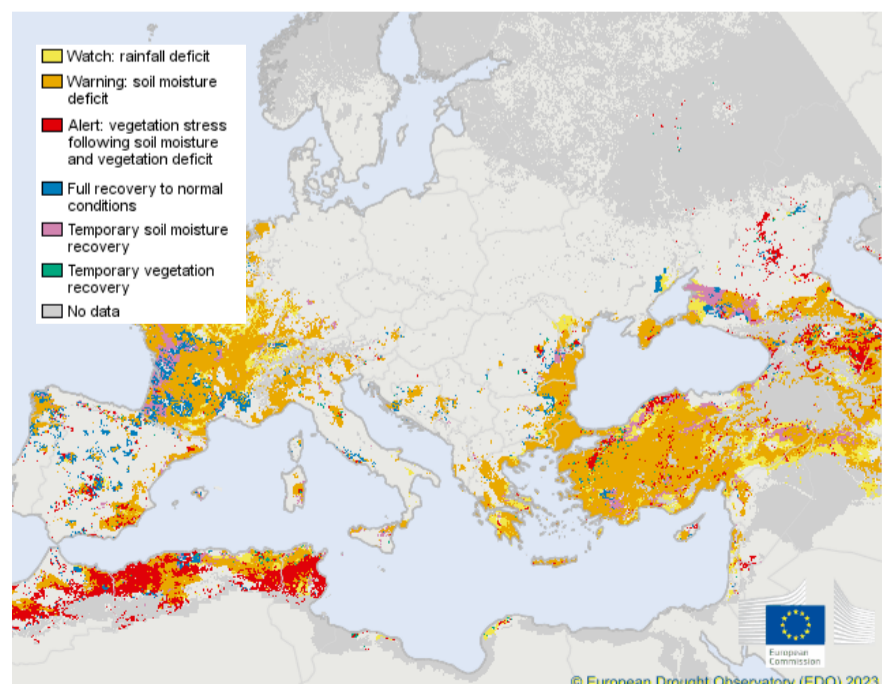 Watch: rainfall deficit
Warning: soil moisture
deficit
Alert: vegetation stress
following soil moisture
and vegetation deficit
Full recovery to normal
conditions
Temporary soil moisture
recovery
Temporary vegetation
recovery
No data
European
Commission
© European Drought Observatory (EDO) 2023